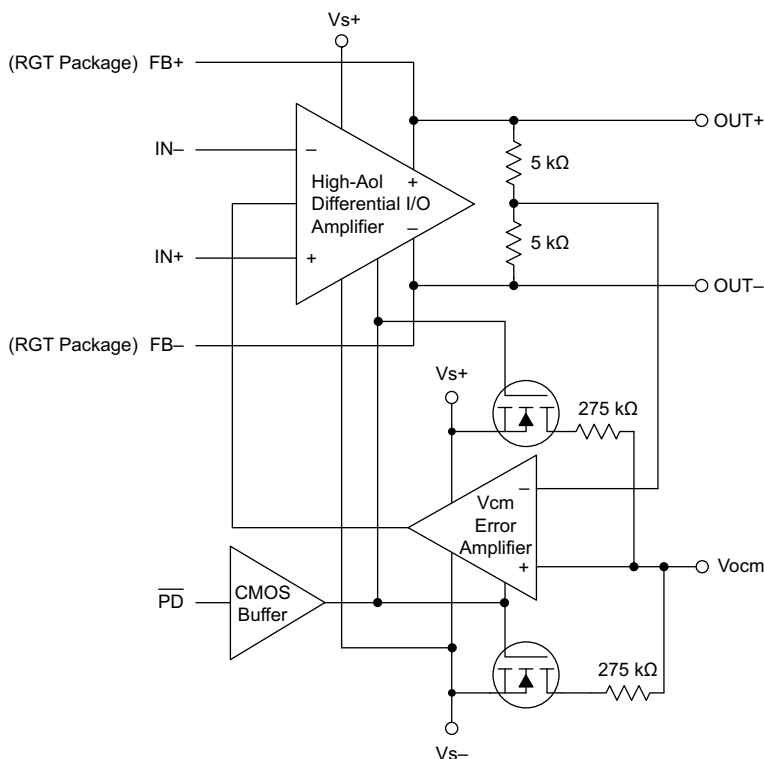 Vs+
(RGT Package) FB+
OUT+
IN–
–
5 kΩ
High-Aol
Differential I/O
Amplifier
+
–
5 kΩ
IN+
+
OUT–
(RGT Package) FB–
Vs+
275 kΩ
–
Vcm
Error
Amplifier
+
Vocm
PD
CMOS
Buffer
275 kΩ
Vs–